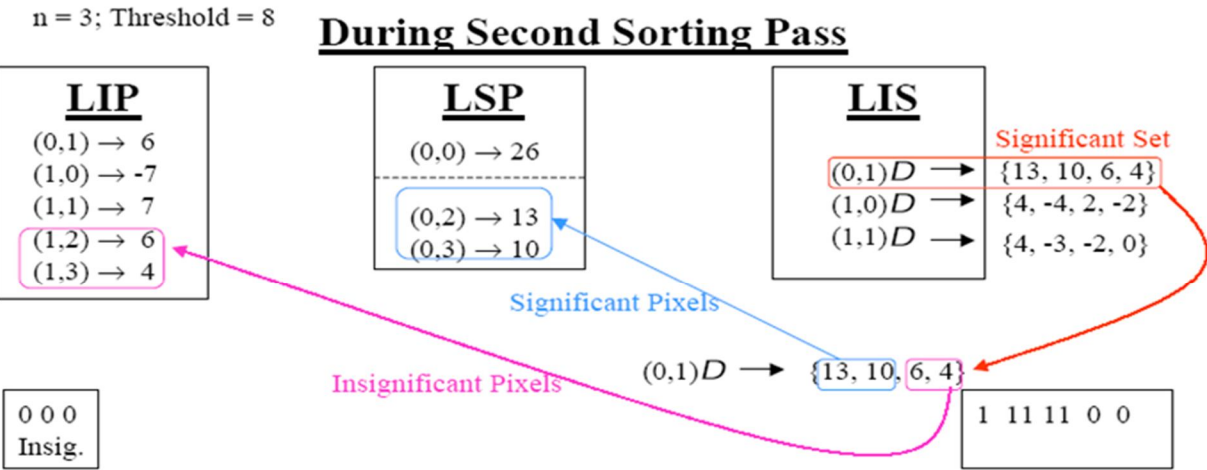 n = 3; Threshold = 8
During Second Sorting Pass
LIP
(0,1) → 6
(1,0) → -7
(1,1) → 7
(1,2) → 6
(1,3) → 4
LSP
(0,0) → 26
(0,2) → 13
(0,3) → 10
LIS
Significant Set
(0,1)D → {13, 10, 6, 4}
(1,0)D → {4, -4, 2, -2}
(1,1)D → {4, -3, -2, 0}
Significant Pixels
(0,1)D → {13, 10, 6, 4}
Insignificant Pixels
0 0 0
Insig.
1 11 11 0 0